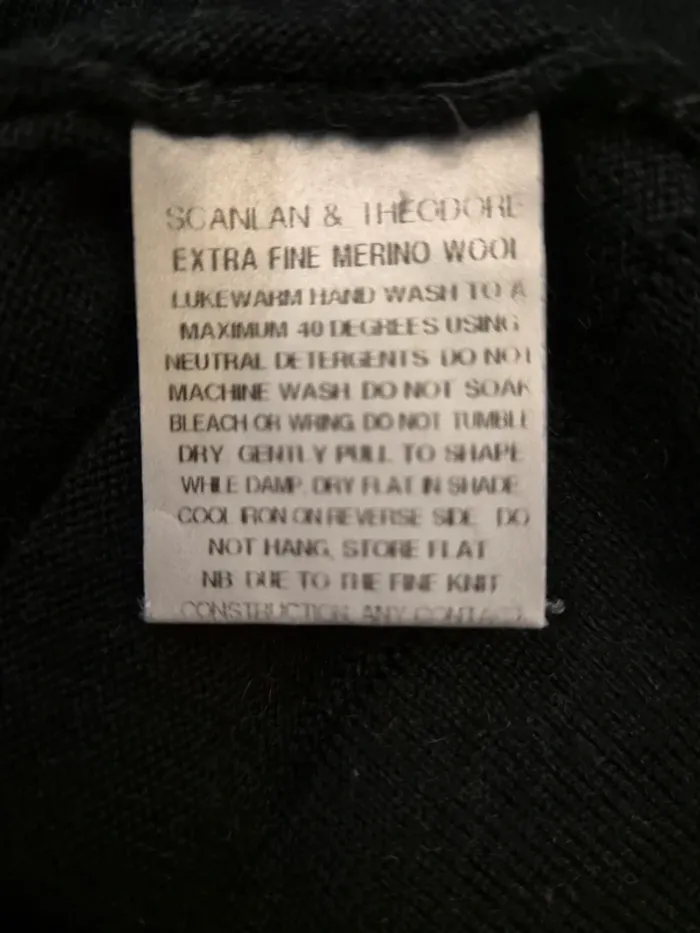 SCANLAN & THEODORE
EXTRA FINE MERINO WOOL
LUKEWARM HAND WASH TO A
MAXIMUM 40 DEGREES USING
NEUTRAL DETERGENTS DO NOT
MACHINE WASH DO NOT SOAK
BLEACH OR WRING. DO NOT TUMBLE
DRY GENTLY PULL TO SHAPE
WHILE DAMP. DRY FLAT IN SHADE
COOL IRON ON REVERSE SIDE DO
NOT HANG, STORE FLAT
NB DUE TO THE FINE KNIT
CONSTRUCTION ANY CONTACT